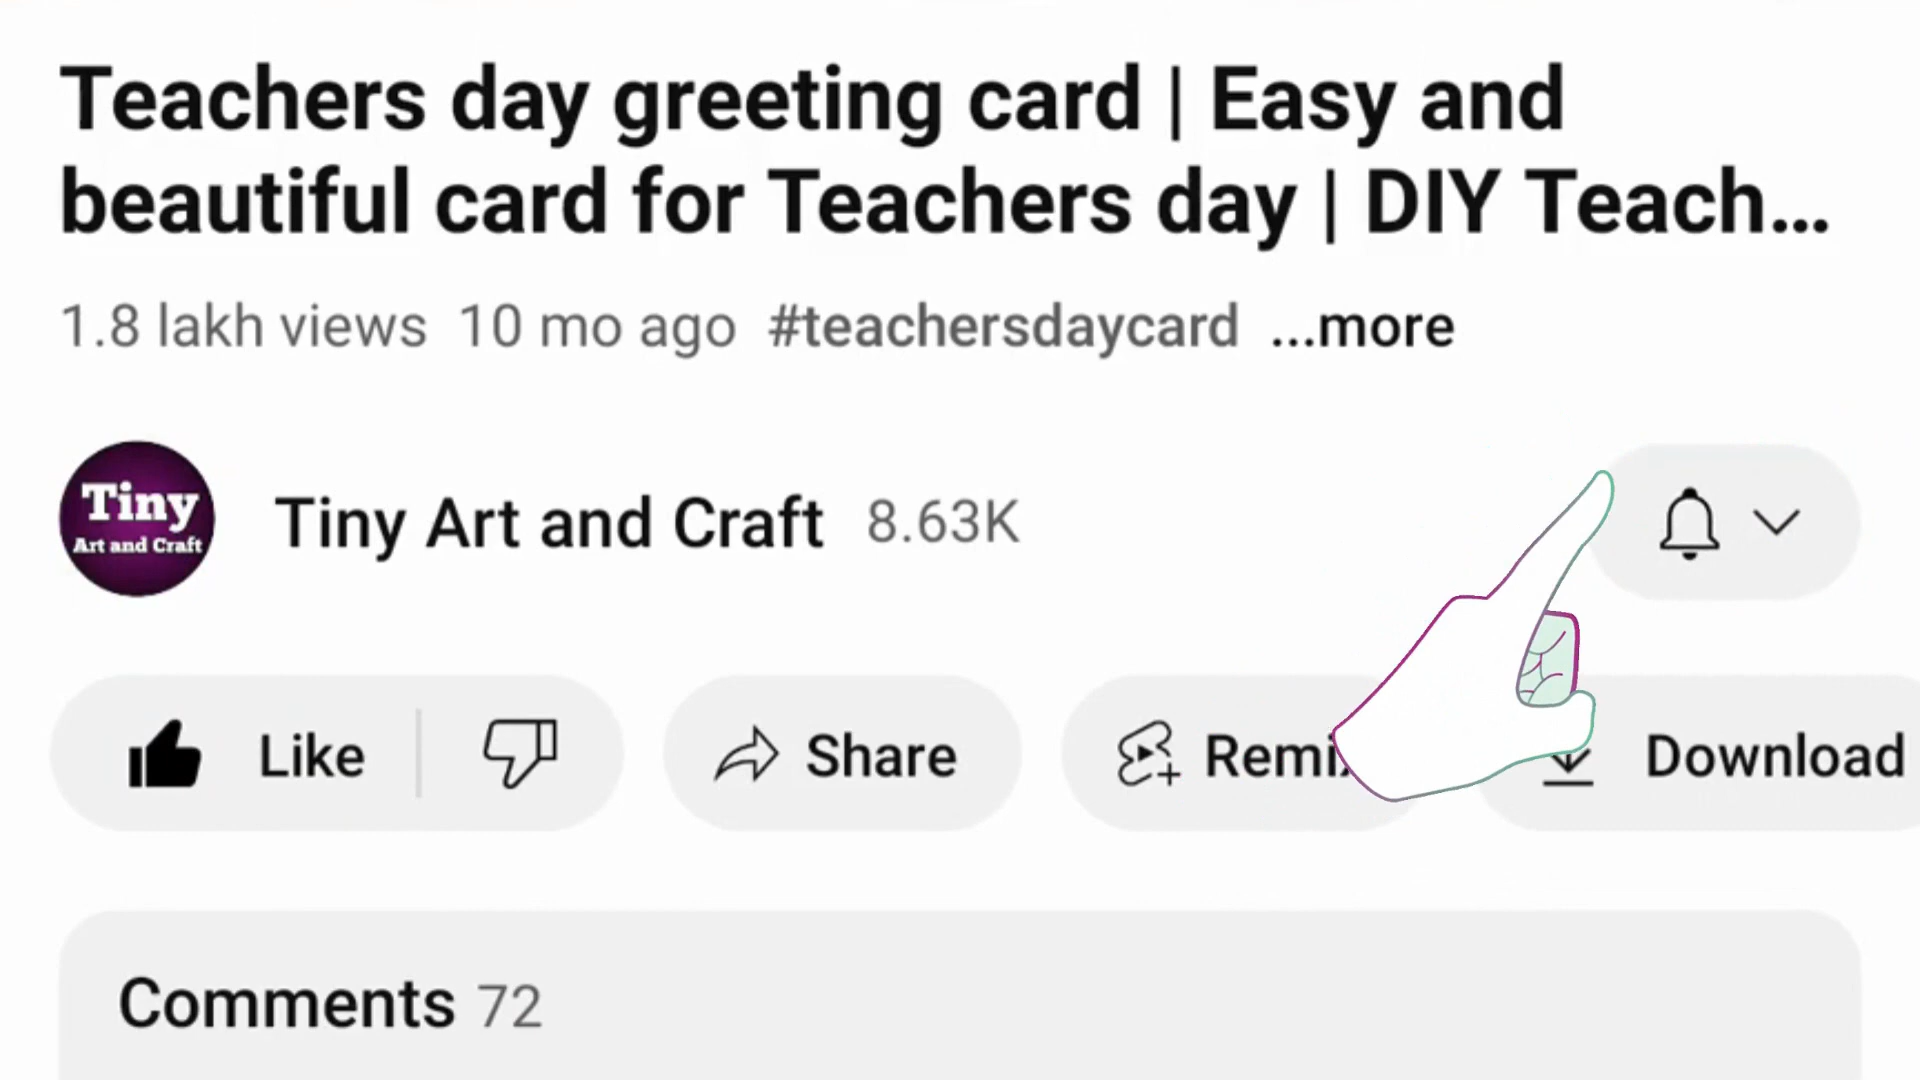 Teachers day greeting card | Easy and
beautiful card for Teachers day | DIY Teach...
1.8 lakh views 10 mo ago #teachersdaycard ...more
Tiny
Art and Craft
Tiny Art and Craft 8.63K
Like
Share
Remi
Download
Comments 72